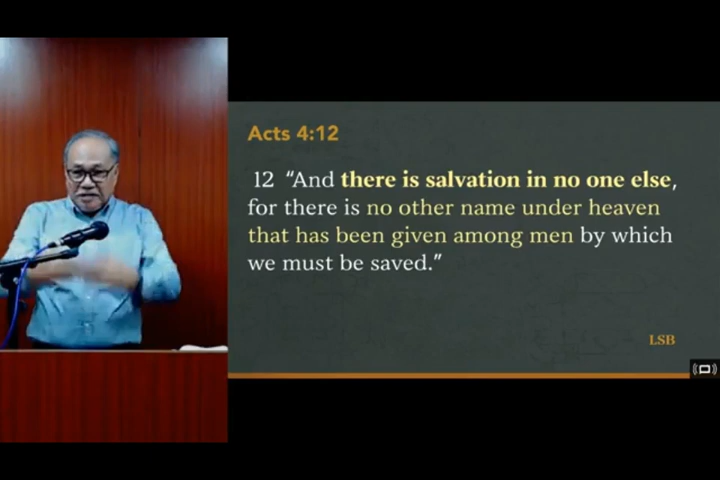 Acts 4:12
12 “And there is salvation in no one else,
for there is no other name under heaven
that has been given among men by which
we must be saved.”
LSB